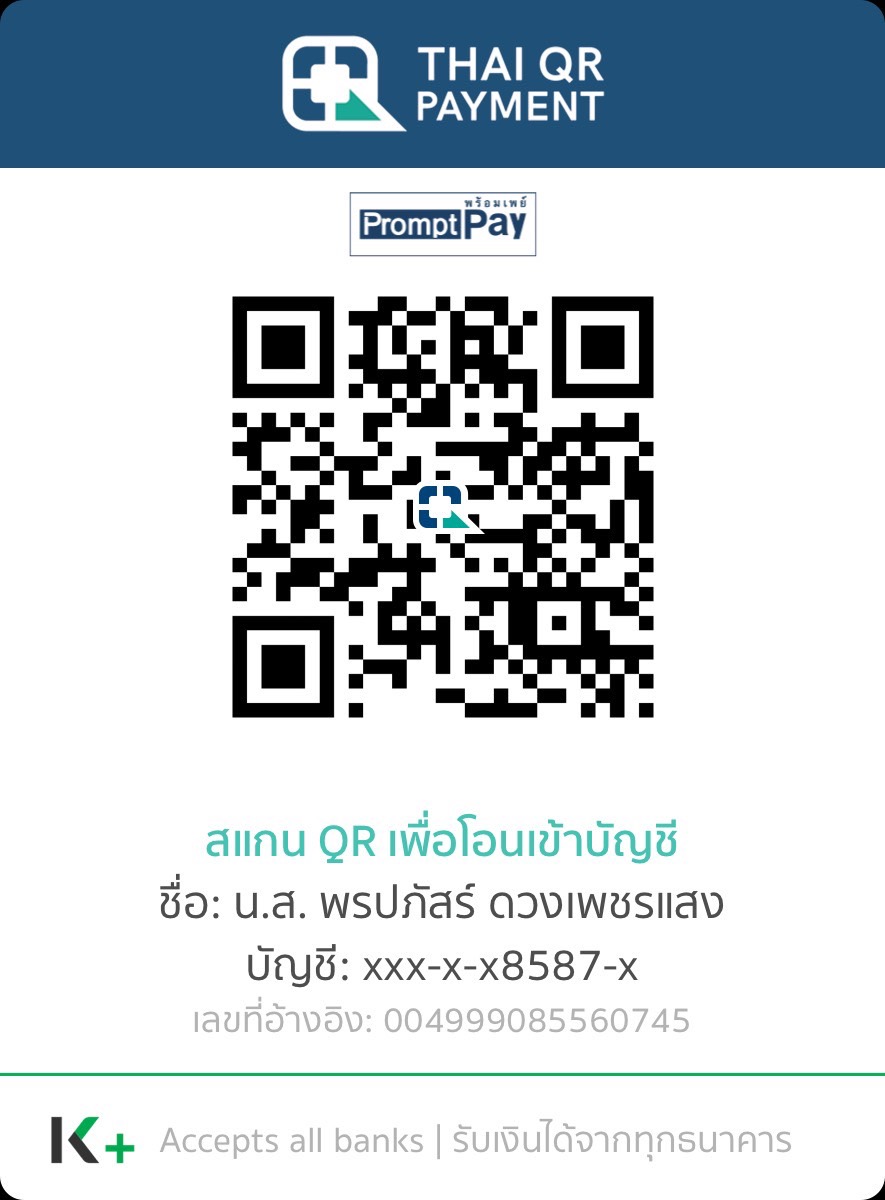 THAI QR
PAYMENT
พร้อมเพย์
PromptPay
สแกน QR เพื่อโอนเข้าบัญชี
ชื่อ: น.ส. พรปภัสร์ ดวงเพชรแสง
บัญชี: xxx-x-x8587-x
เลขที่อ้างอิง: 004999085560745
K+ Accepts all banks | รับเงินได้จากทุกธนาคาร